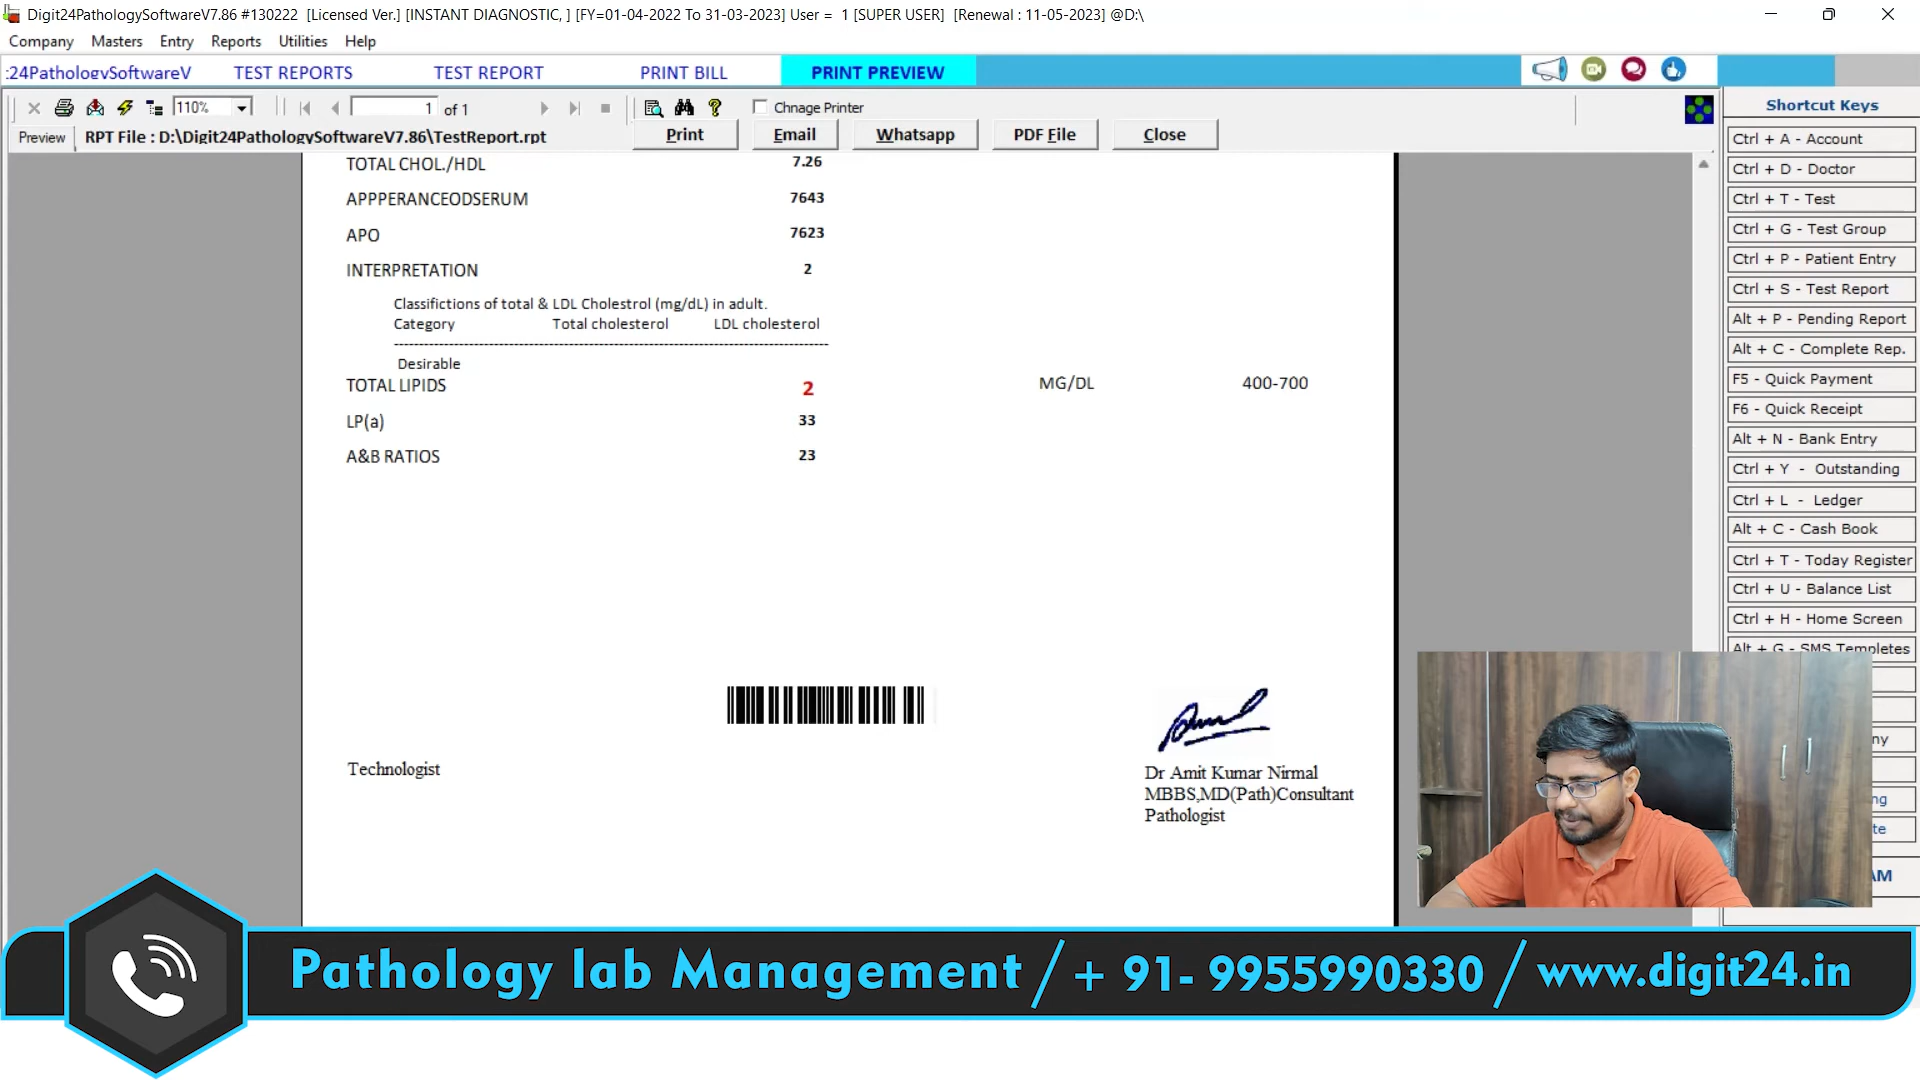 Digit24PathologySoftwareV7.86 #130222 [Licensed Ver.] [INSTANT DIAGNOSTIC, ] [FY=01-04-2022 To 31-03-2023] User = 1 [SUPER USER] [Renewal : 11-05-2023] @D:\
Company Masters Entry Reports Utilities Help
:24PathologySoftwareV TEST REPORTS TEST REPORT PRINT BILL PRINT PREVIEW
110% 1 of 1 Chnage Printer
Preview RPT File : D:\Digit24PathologySoftwareV7.86\TestReport.rpt Print Email Whatsapp PDF File Close
TOTAL CHOL./HDL 7.26
APPPERANCEODSERUM 7643
APO 7623
INTERPRETATION 2
Classifictions of total & LDL Cholestrol (mg/dL) in adult.
Category Total cholesterol LDL cholesterol
Desirable
TOTAL LIPIDS 2 MG/DL 400-700
LP(a) 33
A&B RATIOS 23
Technologist
Dr Amit Kumar Nirmal
MBBS,MD(Path)Consultant
Pathologist
Shortcut Keys
Ctrl + A - Account
Ctrl + D - Doctor
Ctrl + T - Test
Ctrl + G - Test Group
Ctrl + P - Patient Entry
Ctrl + S - Test Report
Alt + P - Pending Report
Alt + C - Complete Rep.
F5 - Quick Payment
F6 - Quick Receipt
Alt + N - Bank Entry
Ctrl + Y - Outstanding
Ctrl + L - Ledger
Alt + C - Cash Book
Ctrl + T - Today Register
Ctrl + U - Balance List
Ctrl + H - Home Screen
Alt + G - SMS Templetes
ny
ng
te
AM
Pathology lab Management / + 91- 9955990330 / www.digit24.in